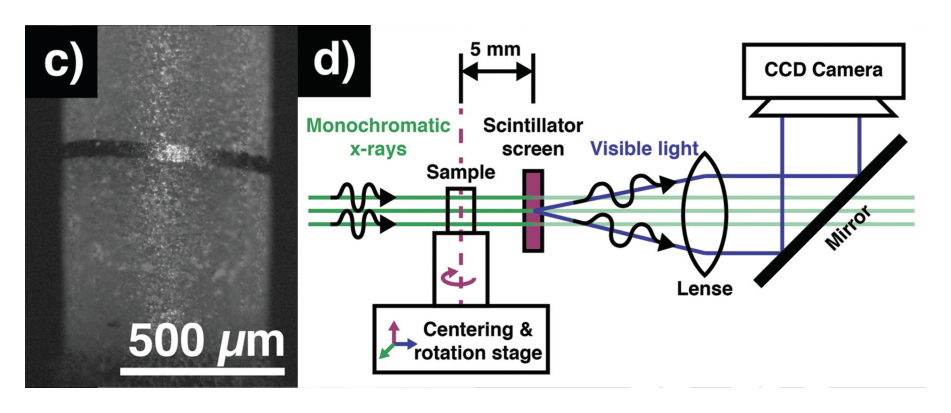 c)
500 µm
d)
5 mm
CCD Camera
Monochromatic
x-rays
Scintillator
screen
Visible light
Sample
Mirror
Lense
Centering &
rotation stage